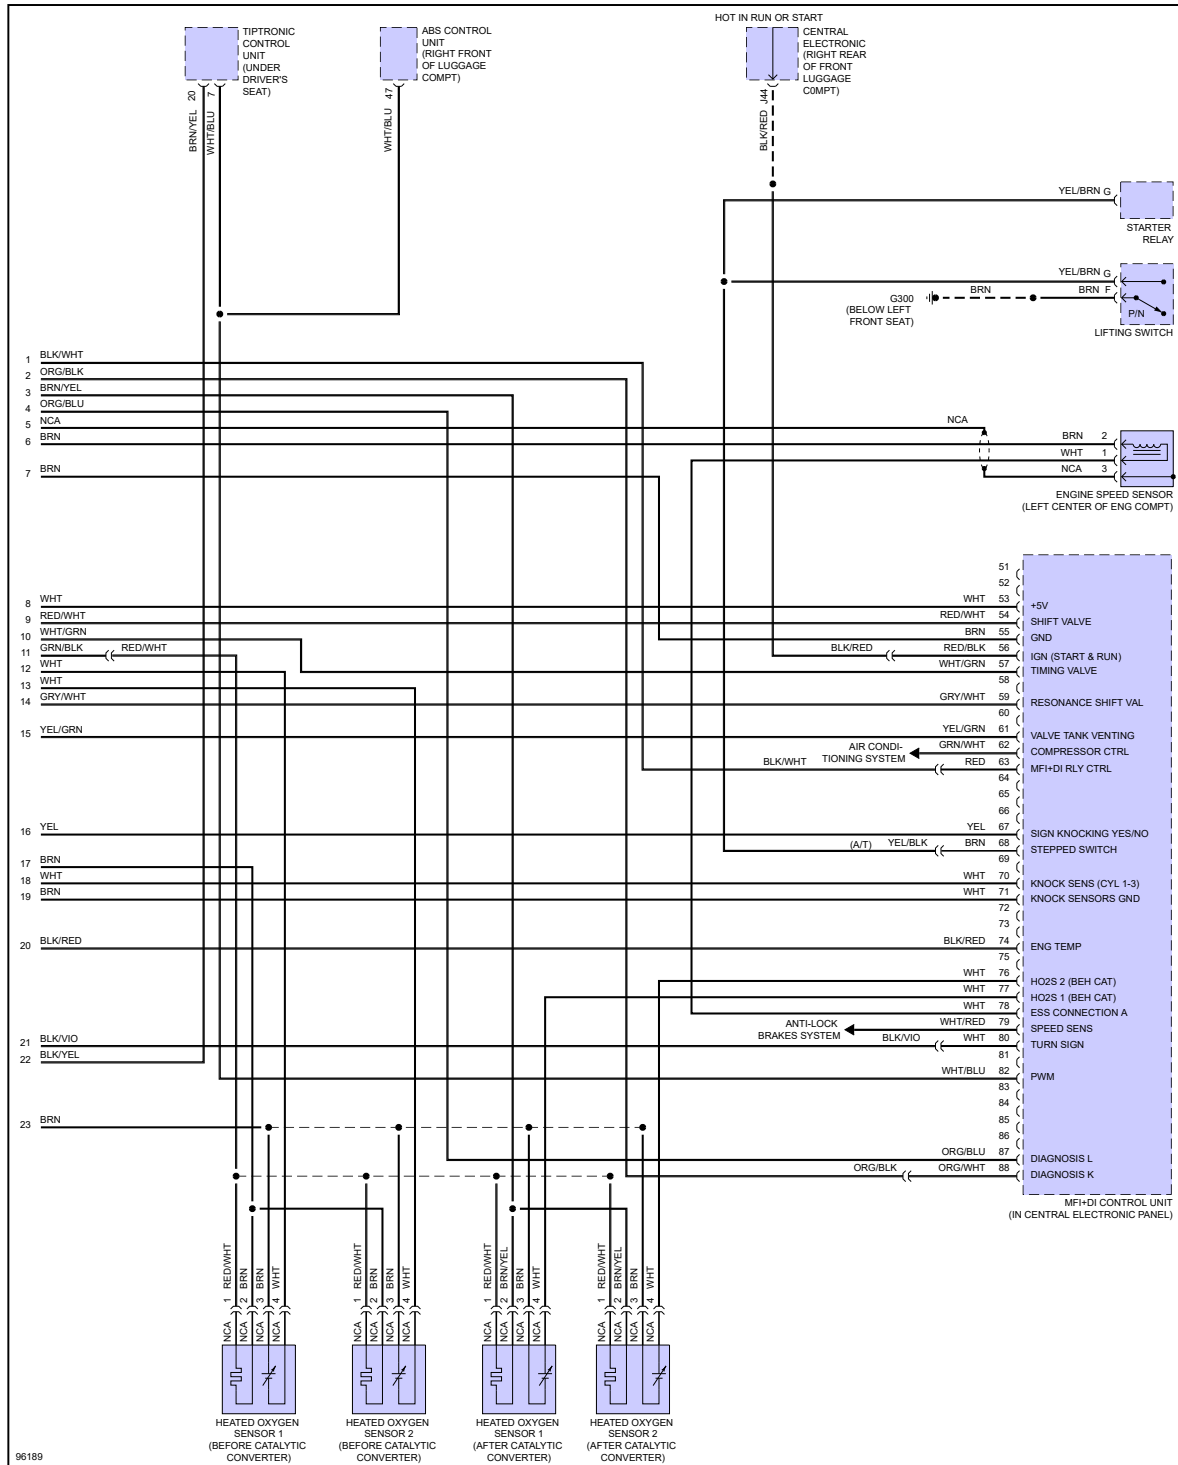 HOT IN RUN OR START
TIPTRONIC
CONTROL
UNIT
(UNDER
DRIVER'S
SEAT)
ABS CONTROL
UNIT
(RIGHT FRONT
OF LUGGAGE
COMPT)
CENTRAL
ELECTRONIC
(RIGHT REAR
OF FRONT
LUGGAGE
C0MPT)
20
7
47
J44
BRN/YEL
WHT/BLU
WHT/BLU
BLK/RED
YEL/BRN G
STARTER
RELAY
YEL/BRN G
BRN
BRN F
G300
(BELOW LEFT
FRONT SEAT)
P/N
LIFTING SWITCH
1 BLK/WHT
2 ORG/BLK
3 BRN/YEL
4 ORG/BLU
5 NCA
NCA
6 BRN
BRN 2
WHT 1
7 BRN
NCA 3
ENGINE SPEED SENSOR
(LEFT CENTER OF ENG COMPT)
51
52
8 WHT
WHT 53 +5V
9 RED/WHT
RED/WHT 54 SHIFT VALVE
10 WHT/GRN
BRN 55 GND
11 GRN/BLK RED/WHT
BLK/RED RED/BLK 56 IGN (START & RUN)
12 WHT
WHT/GRN 57 TIMING VALVE
13 WHT
58
14 GRY/WHT
GRY/WHT 59 RESONANCE SHIFT VAL
60
15 YEL/GRN
YEL/GRN 61 VALVE TANK VENTING
AIR CONDI-
TIONING SYSTEM
GRN/WHT 62 COMPRESSOR CTRL
BLK/WHT RED 63 MFI+DI RLY CTRL
64
65
66
16 YEL
YEL 67 SIGN KNOCKING YES/NO
(A/T) YEL/BLK BRN 68 STEPPED SWITCH
17 BRN
69
18 WHT
WHT 70 KNOCK SENS (CYL 1-3)
19 BRN
WHT 71 KNOCK SENSORS GND
72
73
20 BLK/RED
BLK/RED 74 ENG TEMP
75
WHT 76 HO2S 2 (BEH CAT)
WHT 77 HO2S 1 (BEH CAT)
WHT 78 ESS CONNECTION A
ANTI-LOCK
BRAKES SYSTEM
WHT/RED 79 SPEED SENS
21 BLK/VIO
BLK/VIO WHT 80 TURN SIGN
22 BLK/YEL
81
WHT/BLU 82 PWM
83
84
23 BRN
85
86
ORG/BLU 87 DIAGNOSIS L
ORG/BLK ORG/WHT 88 DIAGNOSIS K
MFI+DI CONTROL UNIT
(IN CENTRAL ELECTRONIC PANEL)
RED/WHT BRN BRN WHT
RED/WHT BRN BRN WHT
RED/WHT BRN/YEL BRN WHT
RED/WHT BRN/YEL BRN WHT
1 2 3 4
1 2 3 4
1 2 3 4
1 2 3 4
NCA NCA NCA NCA
NCA NCA NCA NCA
NCA NCA NCA NCA
NCA NCA NCA NCA
HEATED OXYGEN
SENSOR 1
(BEFORE CATALYTIC
CONVERTER)
HEATED OXYGEN
SENSOR 2
(BEFORE CATALYTIC
CONVERTER)
HEATED OXYGEN
SENSOR 1
(AFTER CATALYTIC
CONVERTER)
HEATED OXYGEN
SENSOR 2
(AFTER CATALYTIC
CONVERTER)
96189